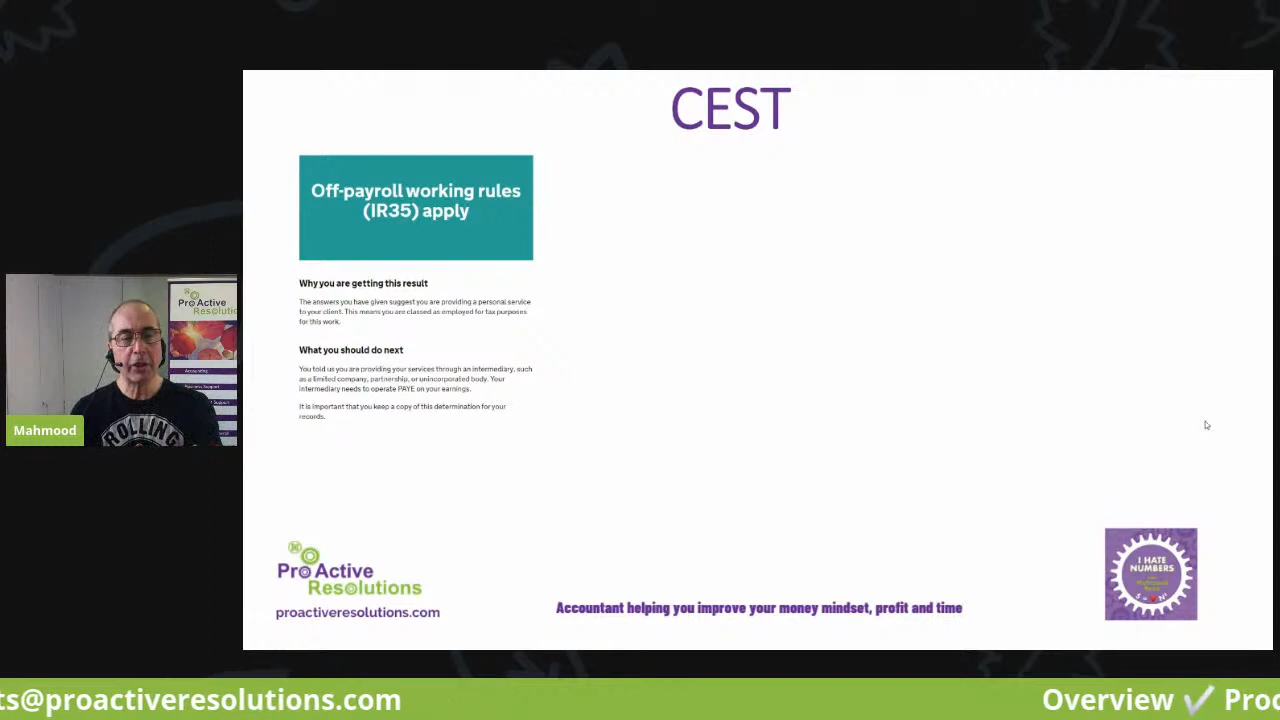 CEST
Off-payroll working rules
(IR35) apply
Why you are getting this result
The answers you have given suggest you are providing a personal service
to your client. This means you are classed as employed for tax purposes
for this work.
What you should do next
You told us you are providing your services through an intermediary, such
as a limited company, partnership, or unincorporated body. Your
intermediary needs to operate PAYE on your earnings.
It is important that you keep a copy of this determination for your
records.
Pro Active
Accounting
Business Support
Mahmood
ROLLING
Pro Active
Resolutions
proactiveresolutions.com
Accountant helping you improve your money mindset, profit and time
I HATE
NUMBERS
ts@proactiveresolutions.com
Overview ✓ Proc